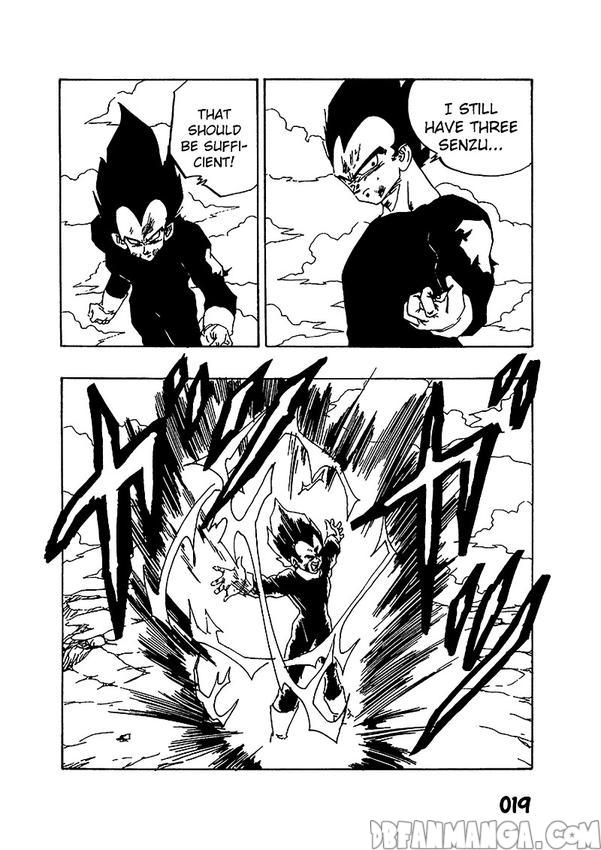 I STILL
HAVE THREE
SENZU...
THAT
SHOULD
BE SUFFI-
CIENT!
019
DBFANMANGA.COM